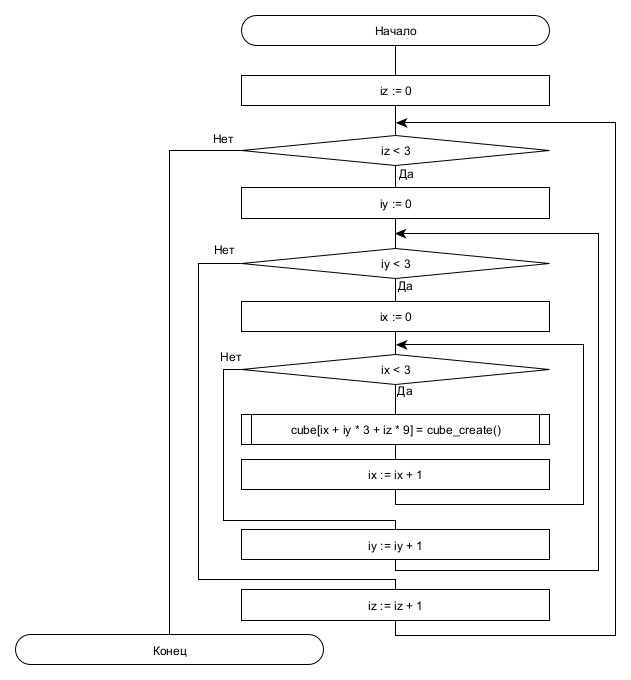 Начало
iz := 0
Нет
iz < 3
Да
iy := 0
Нет
iy < 3
Да
ix := 0
Нет
ix < 3
Да
cube[ix + iy * 3 + iz * 9] = cube_create()
ix := ix + 1
iy := iy + 1
iz := iz + 1
Конец